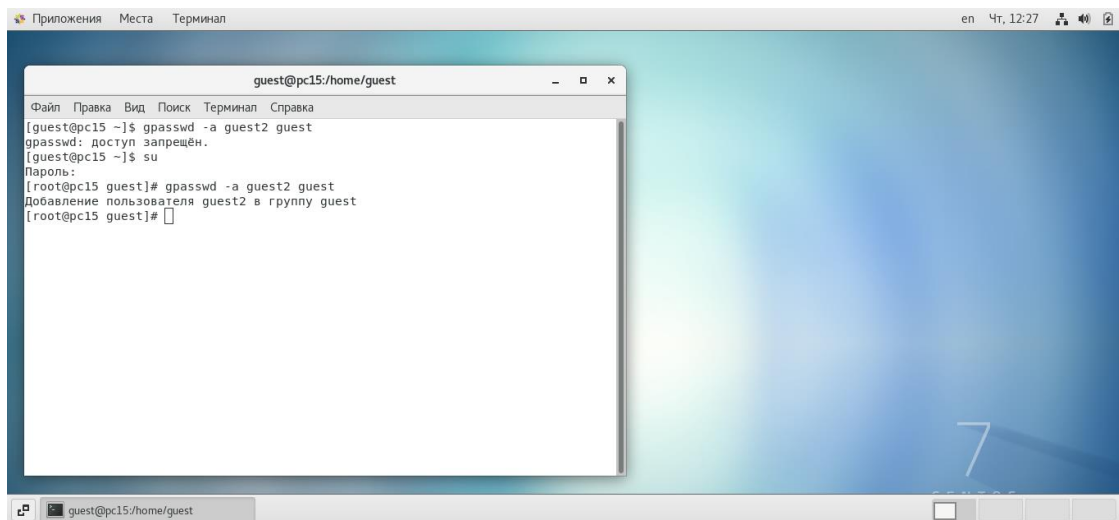 Приложения Места Терминал en Чт, 12:27
guest@pc15:/home/guest
Файл Правка Вид Поиск Терминал Справка
[guest@pc15 ~]$ gpasswd -a guest2 guest
gpasswd: доступ запрещён.
[guest@pc15 ~]$ su
Пароль:
[root@pc15 guest]# gpasswd -a guest2 guest
Добавление пользователя guest2 в группу guest
[root@pc15 guest]#
7
guest@pc15:/home/guest